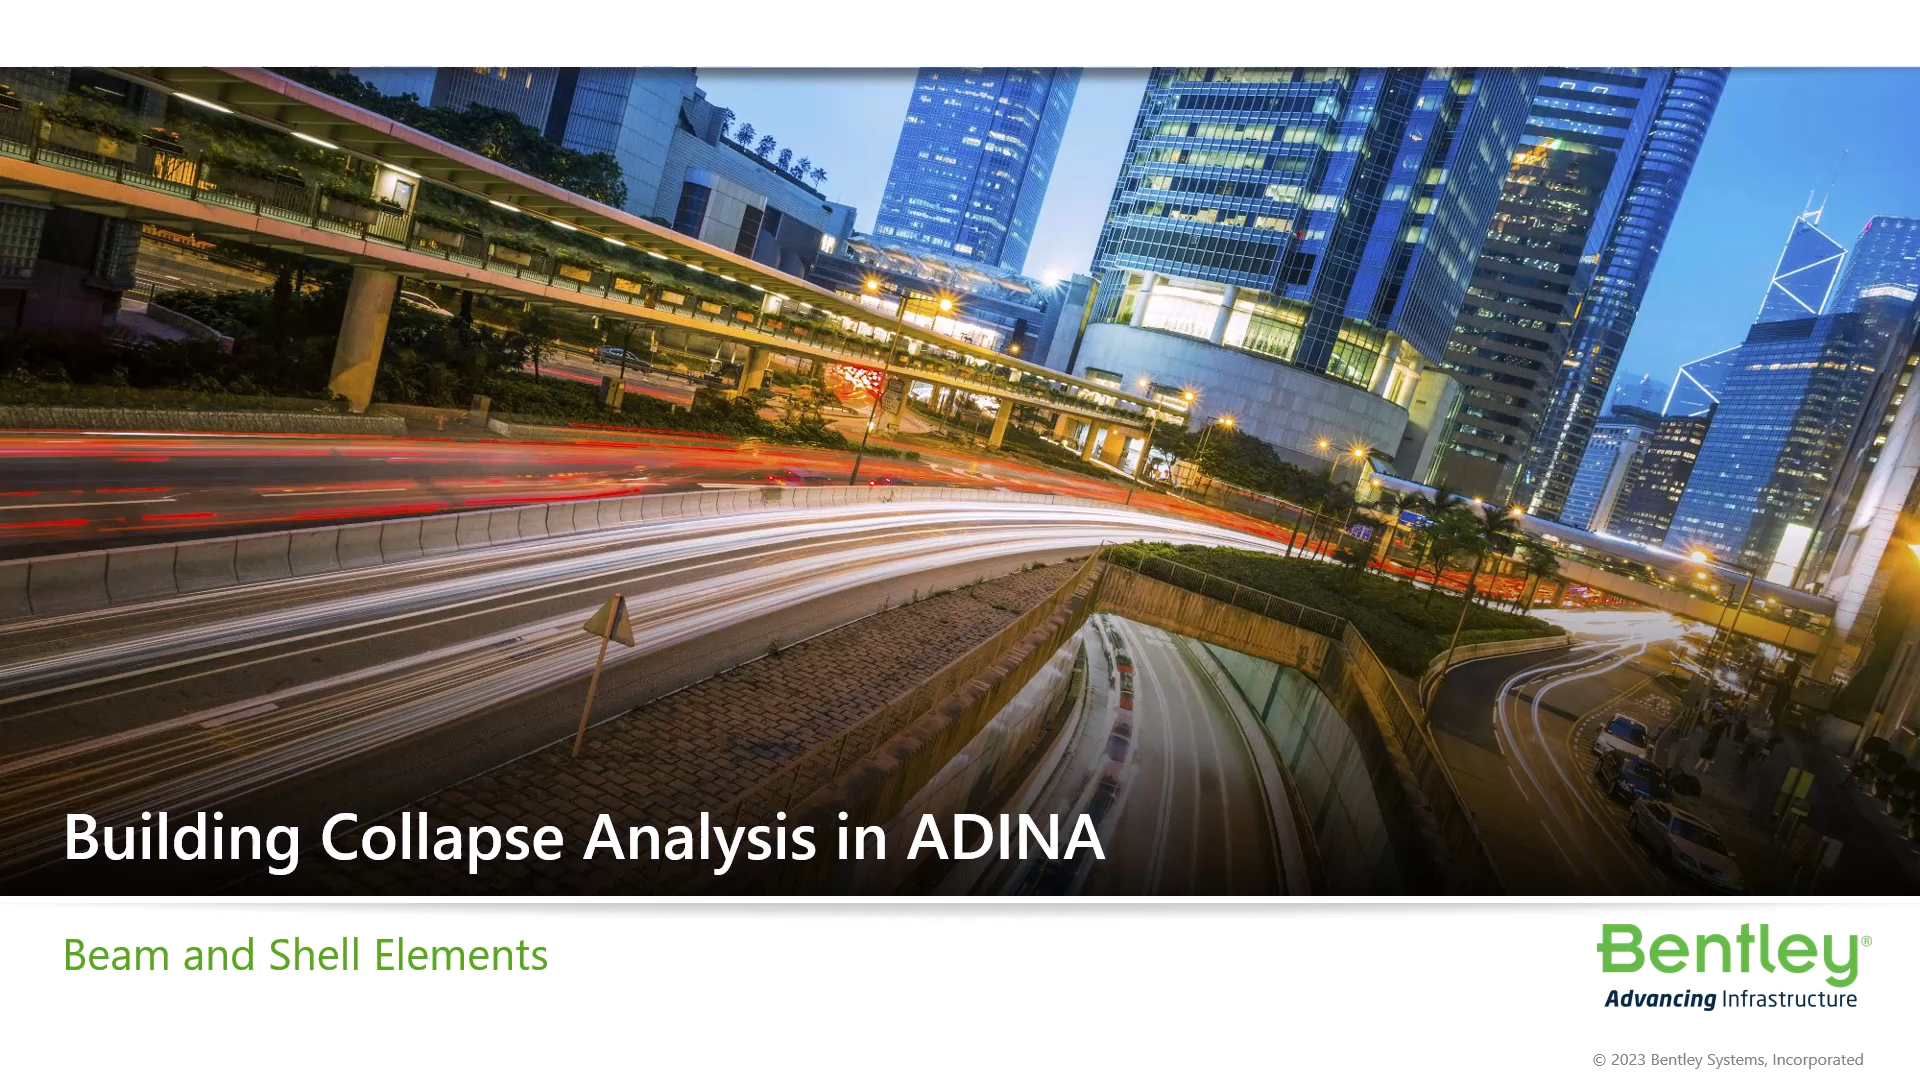 Building Collapse Analysis in ADINA
Beam and Shell Elements
Bentley®
Advancing Infrastructure
© 2023 Bentley Systems, Incorporated